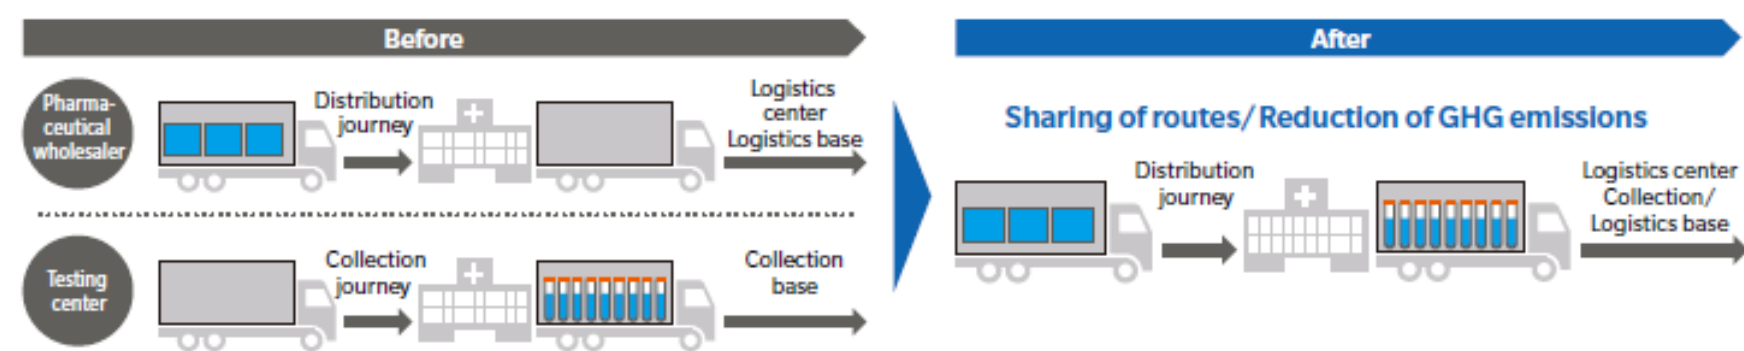 Before
Pharma-
ceutical
wholesaler
Distribution
journey
Logistics
center
Logistics base
Testing
center
Collection
journey
Collection
base
After
Sharing of routes/Reduction of GHG emissions
Distribution
journey
Logistics center
Collection/
Logistics base